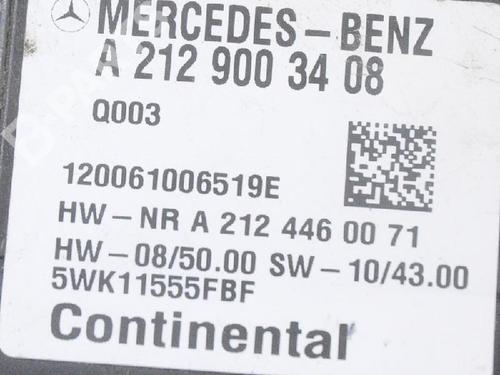 MERCEDES-BENZ
A 212 900 34 08
Q003
120061006519E
HW-NR A 212 446 00 71
HW-08/50.00 SW-10/43.00
5WK11555FBF
Continental
B-PARTS